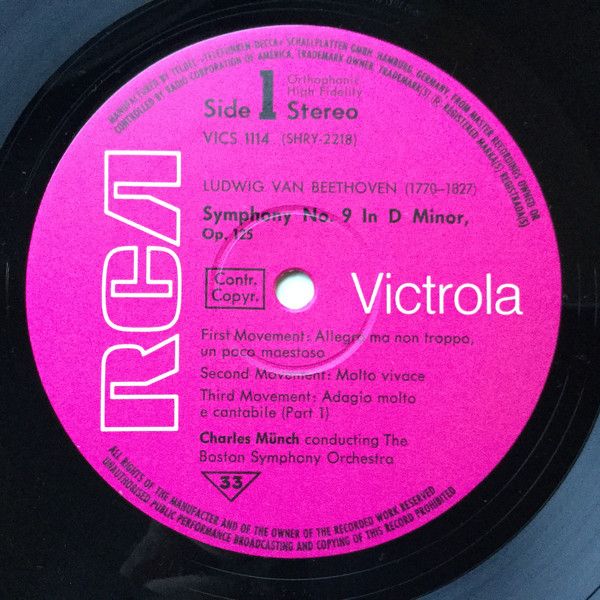 MANUFACTURED BY TELDEC »TELEFUNKEN-DECCA« SCHALLPLATTEN GMBH, HAMBURG, GERMANY, FROM MASTER RECORDINGS OWNED OR
CONTROLLED BY RADIO CORPORATION OF AMERICA, TRADEMARK OWNER, TRADEMARK(S) ® REGISTERED MARKA(S) REGISTRADA(S)
Side 1 Orthophonic
High Fidelity
Stereo
VICS 1114 (SHRY-2218)
RCA
LUDWIG VAN BEETHOVEN (1770–1827)
Symphony No. 9 In D Minor,
Op. 125
Contr.
Copyr.
Victrola
First Movement: Allegro ma non troppo,
un poco maestoso
Second Movement: Molto vivace
Third Movement: Adagio molto
e cantabile (Part 1)
Charles Münch conducting The
Boston Symphony Orchestra
33
ALL RIGHTS OF THE MANUFACTER AND OF THE OWNER OF THE RECORDED WORK RESERVED
UNAUTHORISED PUBLIC PERFORMANCE BROADCASTING AND COPYING OF THIS RECORD PROHIBITED